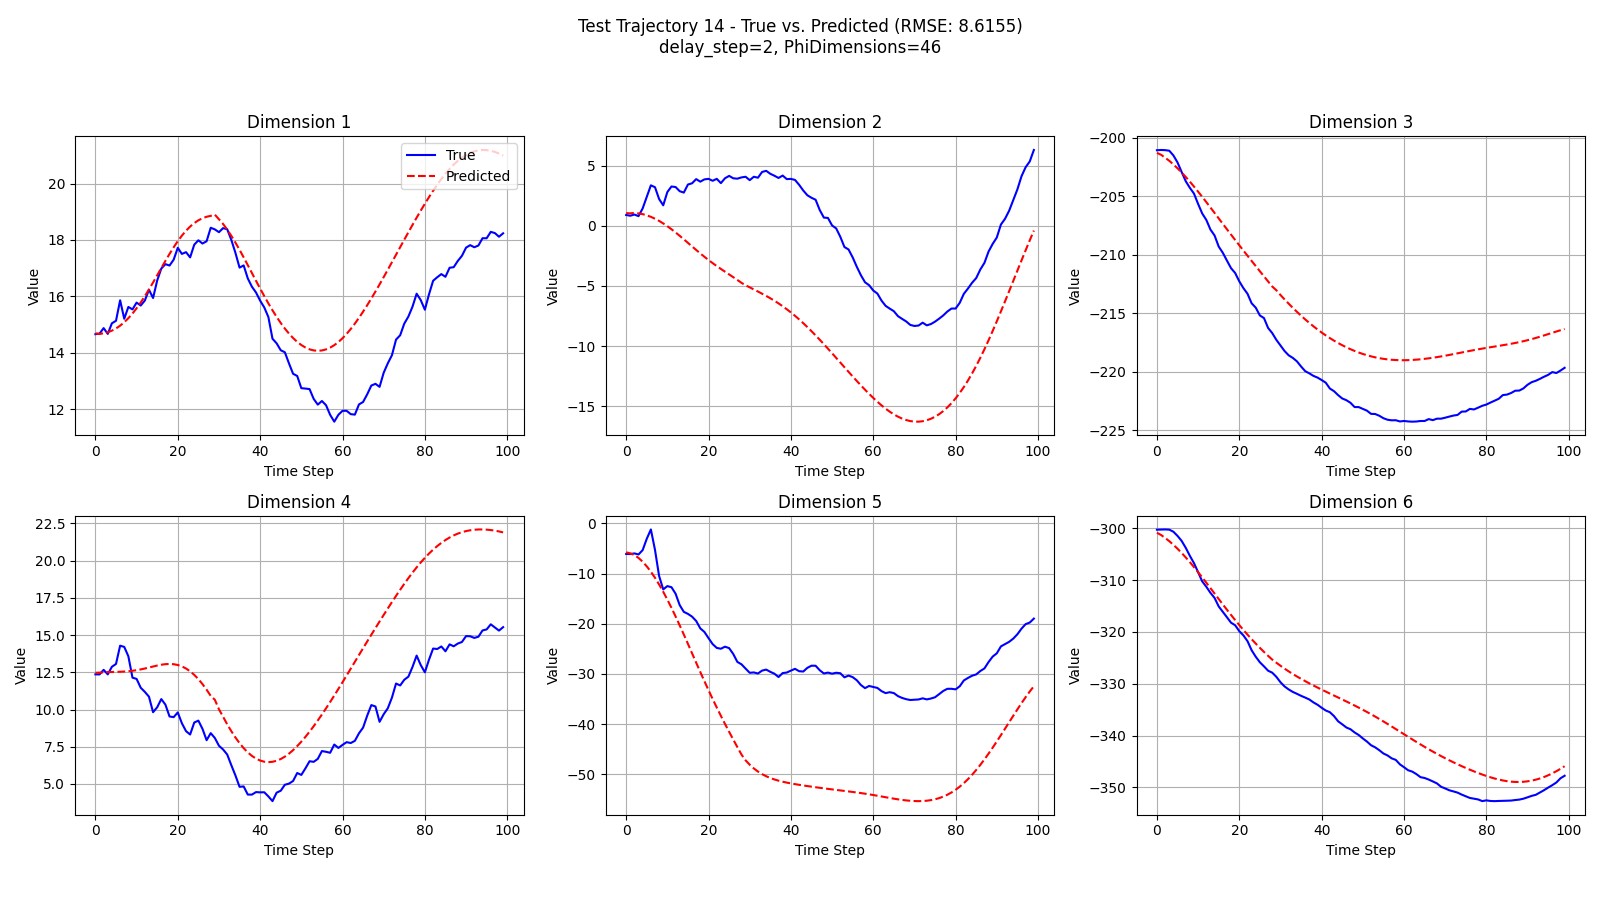 Test Trajectory 14 - True vs. Predicted (RMSE: 8.6155)
delay_step=2, PhiDimensions=46
Dimension 1
Value
20
18
16
14
12
0 20 40 60 80 100
Time Step
True
Predicted
Dimension 2
Value
5
0
−5
−10
−15
0 20 40 60 80 100
Time Step
Dimension 3
Value
−200
−205
−210
−215
−220
−225
0 20 40 60 80 100
Time Step
Dimension 4
Value
22.5
20.0
17.5
15.0
12.5
10.0
7.5
5.0
0 20 40 60 80 100
Time Step
Dimension 5
Value
0
−10
−20
−30
−40
−50
0 20 40 60 80 100
Time Step
Dimension 6
Value
−300
−310
−320
−330
−340
−350
0 20 40 60 80 100
Time Step